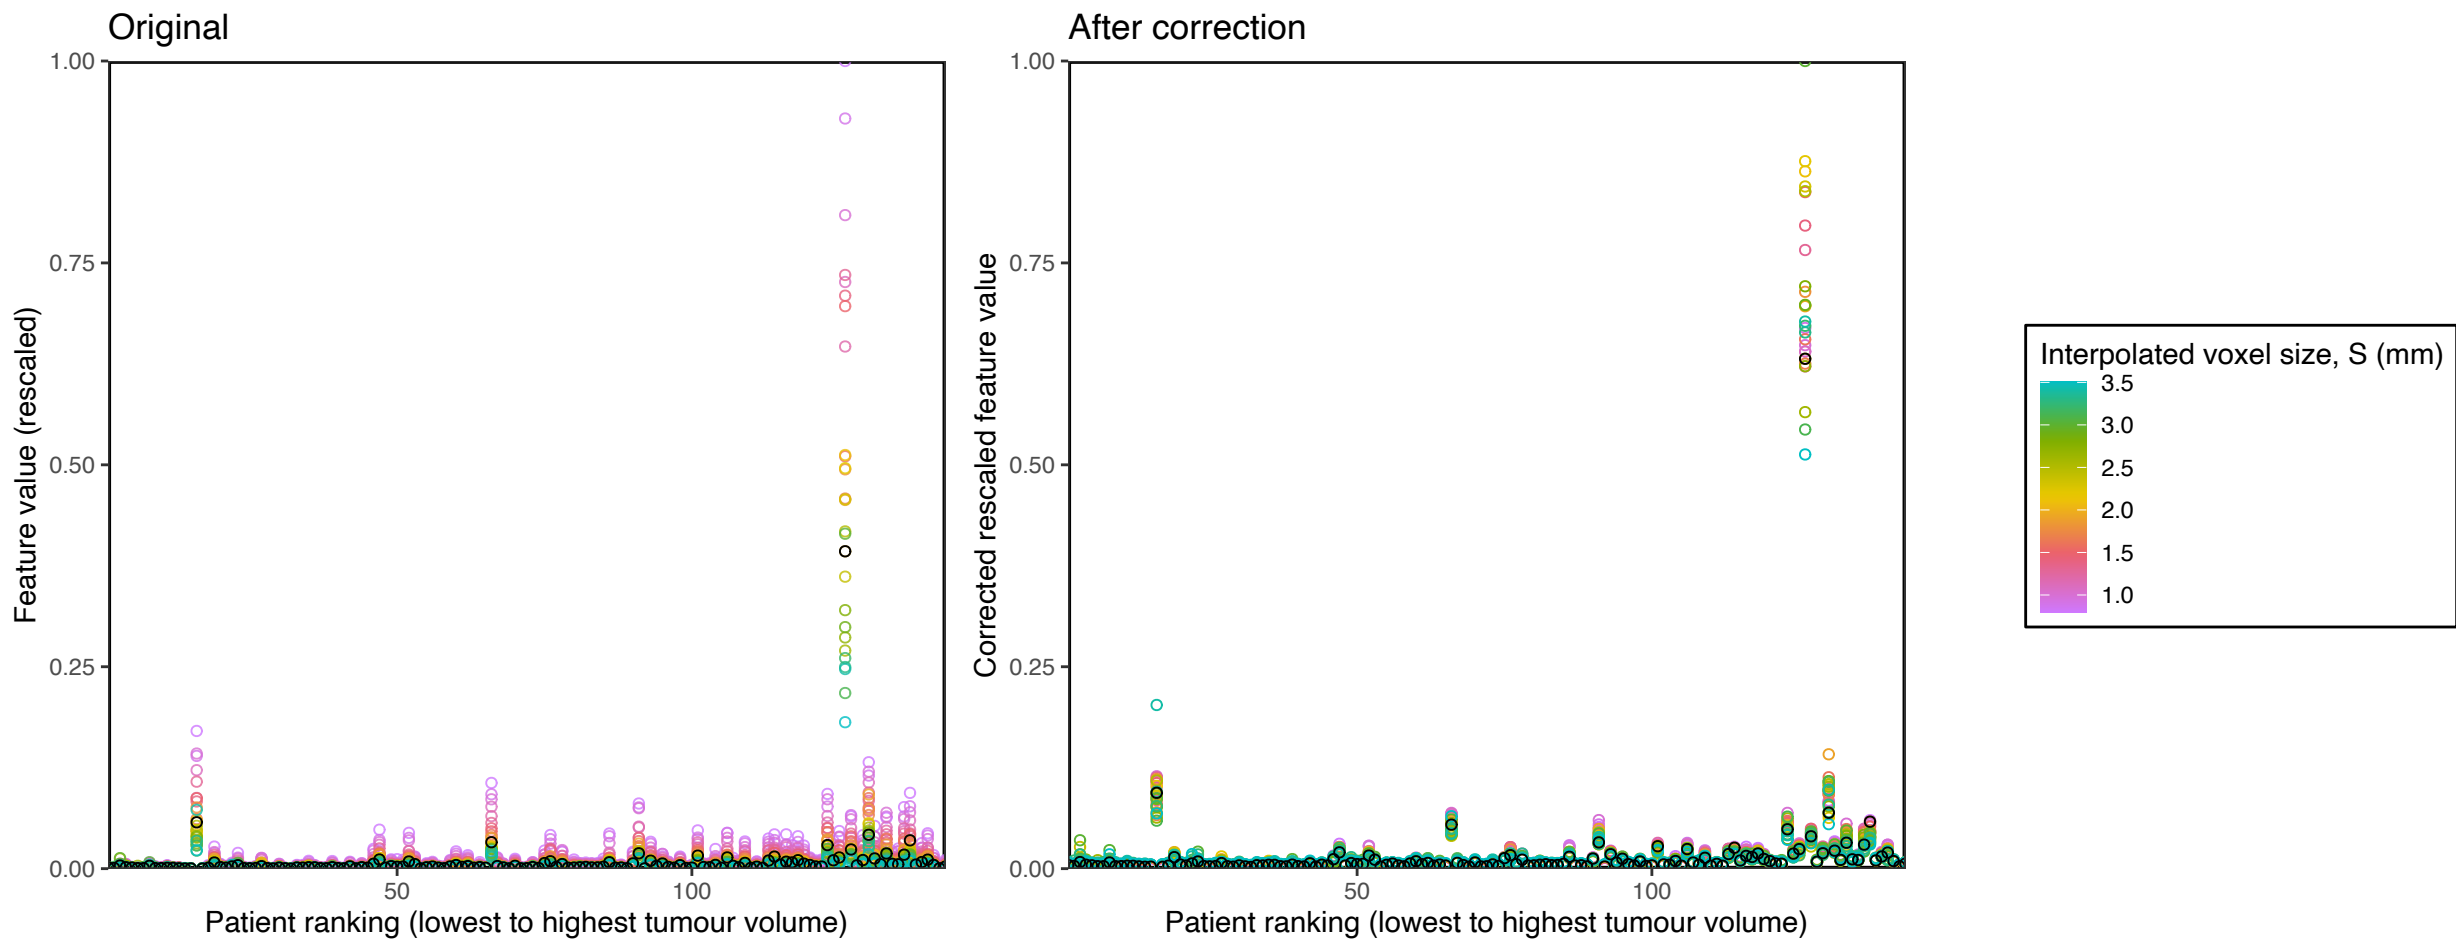 Original
1.00
0.75
0.50
0.25
0.00
Feature value (rescaled)
50
100
Patient ranking (lowest to highest tumour volume)
After correction
1.00
0.75
0.50
0.25
0.00
Corrected rescaled feature value
50
100
Patient ranking (lowest to highest tumour volume)
Interpolated voxel size, S (mm)
3.5
3.0
2.5
2.0
1.5
1.0